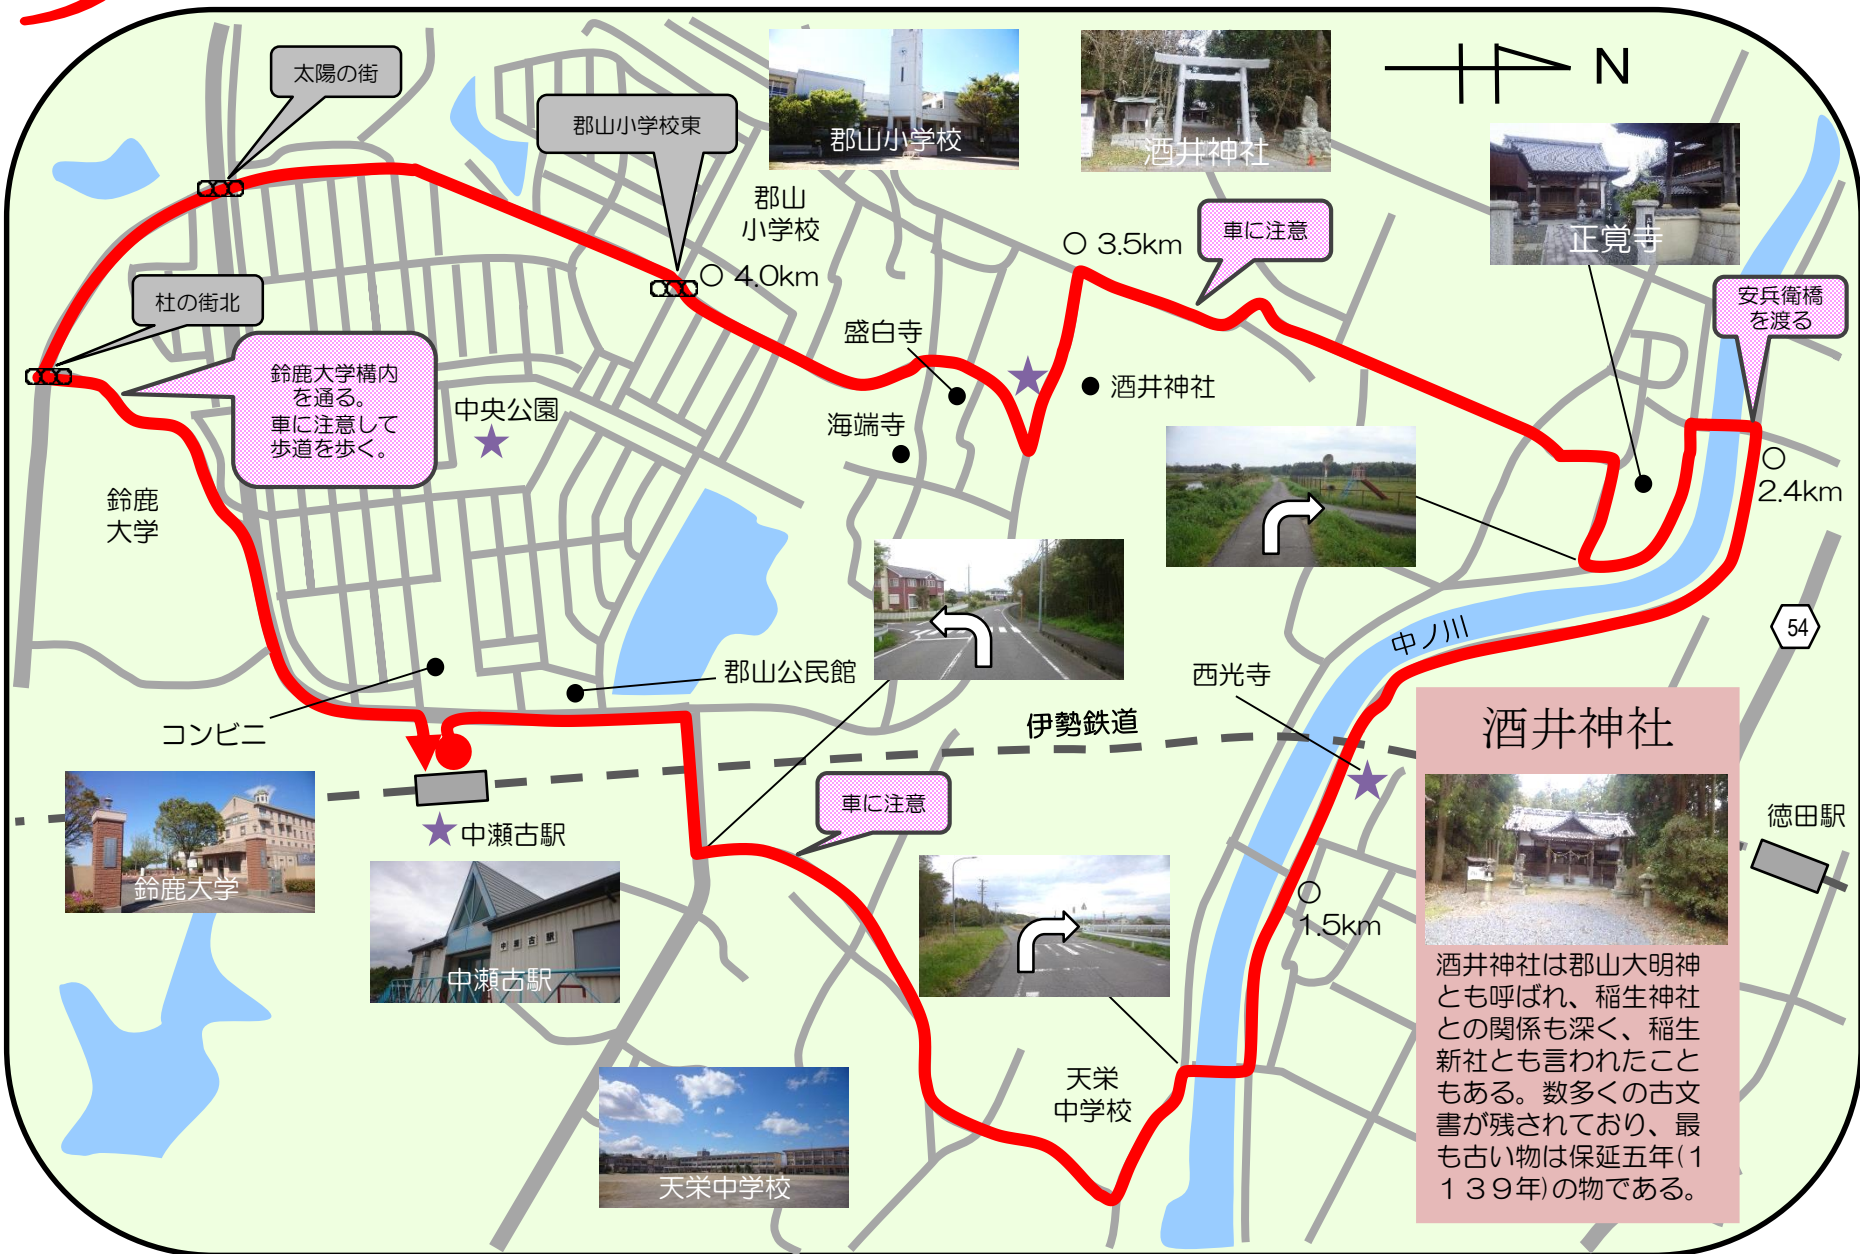 太陽の街
郡山小学校東
郡山小学校
酒井神社
N
正覚寺
郡山
小学校
杜の街北
4.0km
3.5km
車に注意
安兵衛橋
を渡る
鈴鹿大学構内
を通る。
車に注意して
歩道を歩く。
中央公園
盛白寺
酒井神社
海端寺
2.4km
鈴鹿
大学
54
中ノ川
郡山公民館
西光寺
コンビニ
伊勢鉄道
車に注意
中瀬古駅
徳田駅
鈴鹿大学
中瀬古駅
中瀬古駅
1.5km
天栄
中学校
天栄中学校
酒井神社
酒井神社は郡山大明神
とも呼ばれ、稲生神社
との関係も深く、稲生
新社とも言われたこと
もある。数多くの古文
書が残されており、最
も古い物は保延五年(1
１３９年)の物である。